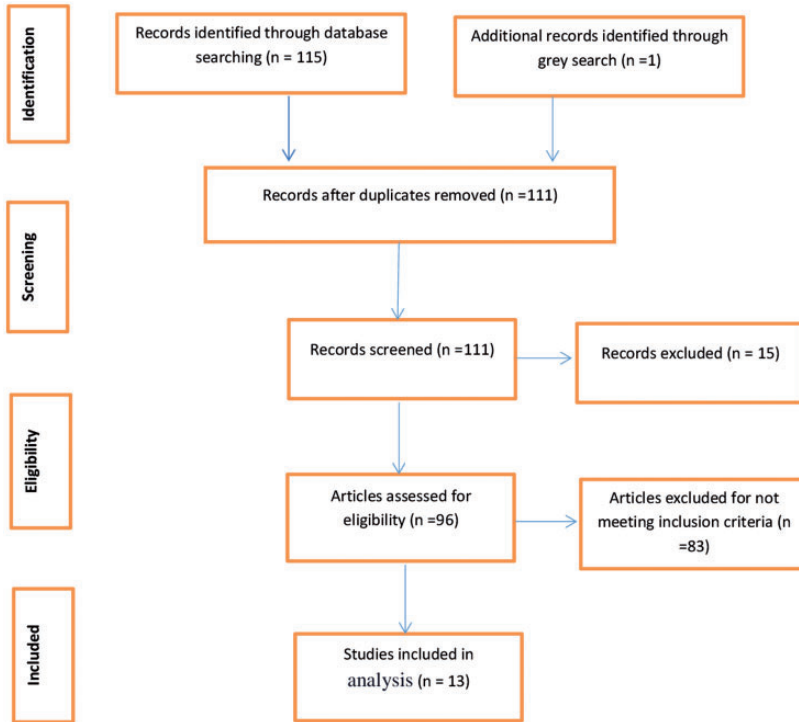 Identification
Records identified through database
searching (n = 115)
Additional records identified through
grey search (n =1)
Records after duplicates removed (n =111)
Screening
Records screened (n =111)
Records excluded (n = 15)
Eligibility
Articles assessed for
eligibility (n =96)
Articles excluded for not
meeting inclusion criteria (n
=83)
Included
Studies included in
analysis (n = 13)